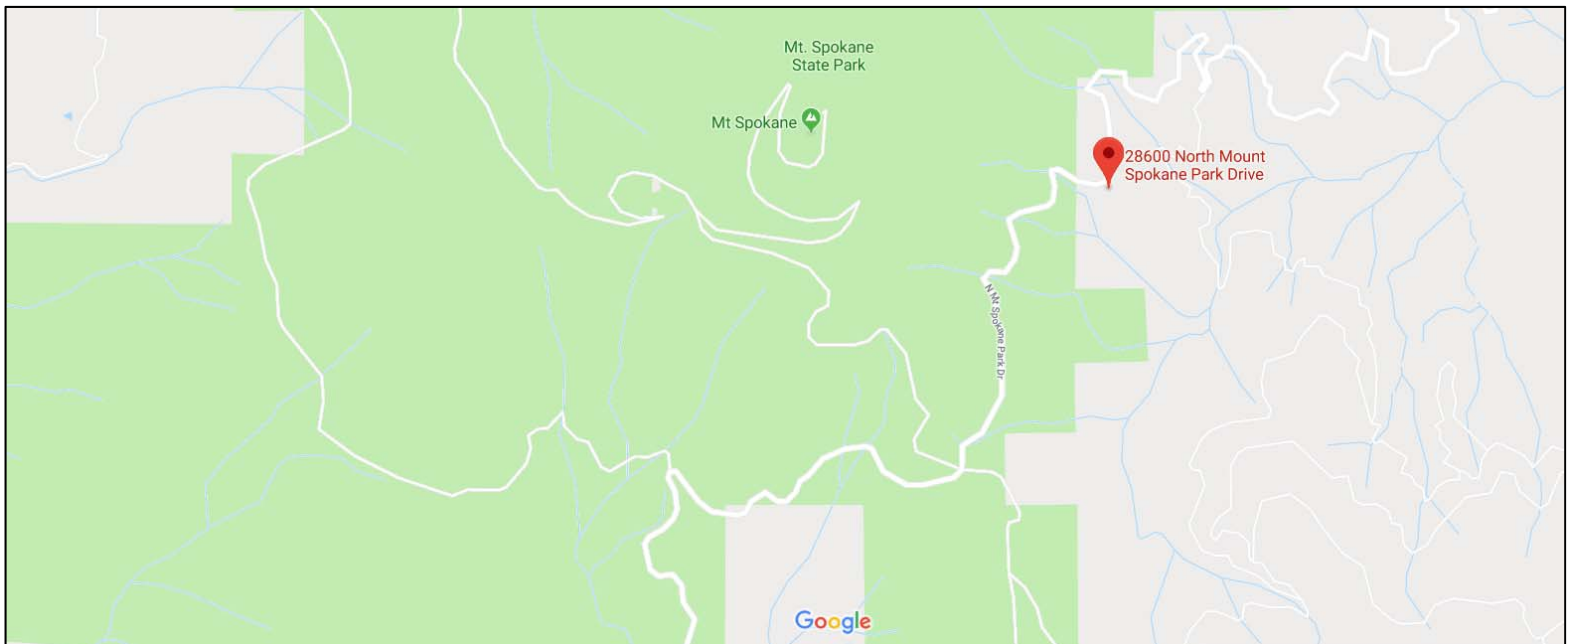 Mt. Spokane
State Park
Mt Spokane
28600 North Mount
Spokane Park Drive
N Mt Spokane Park Dr
Google